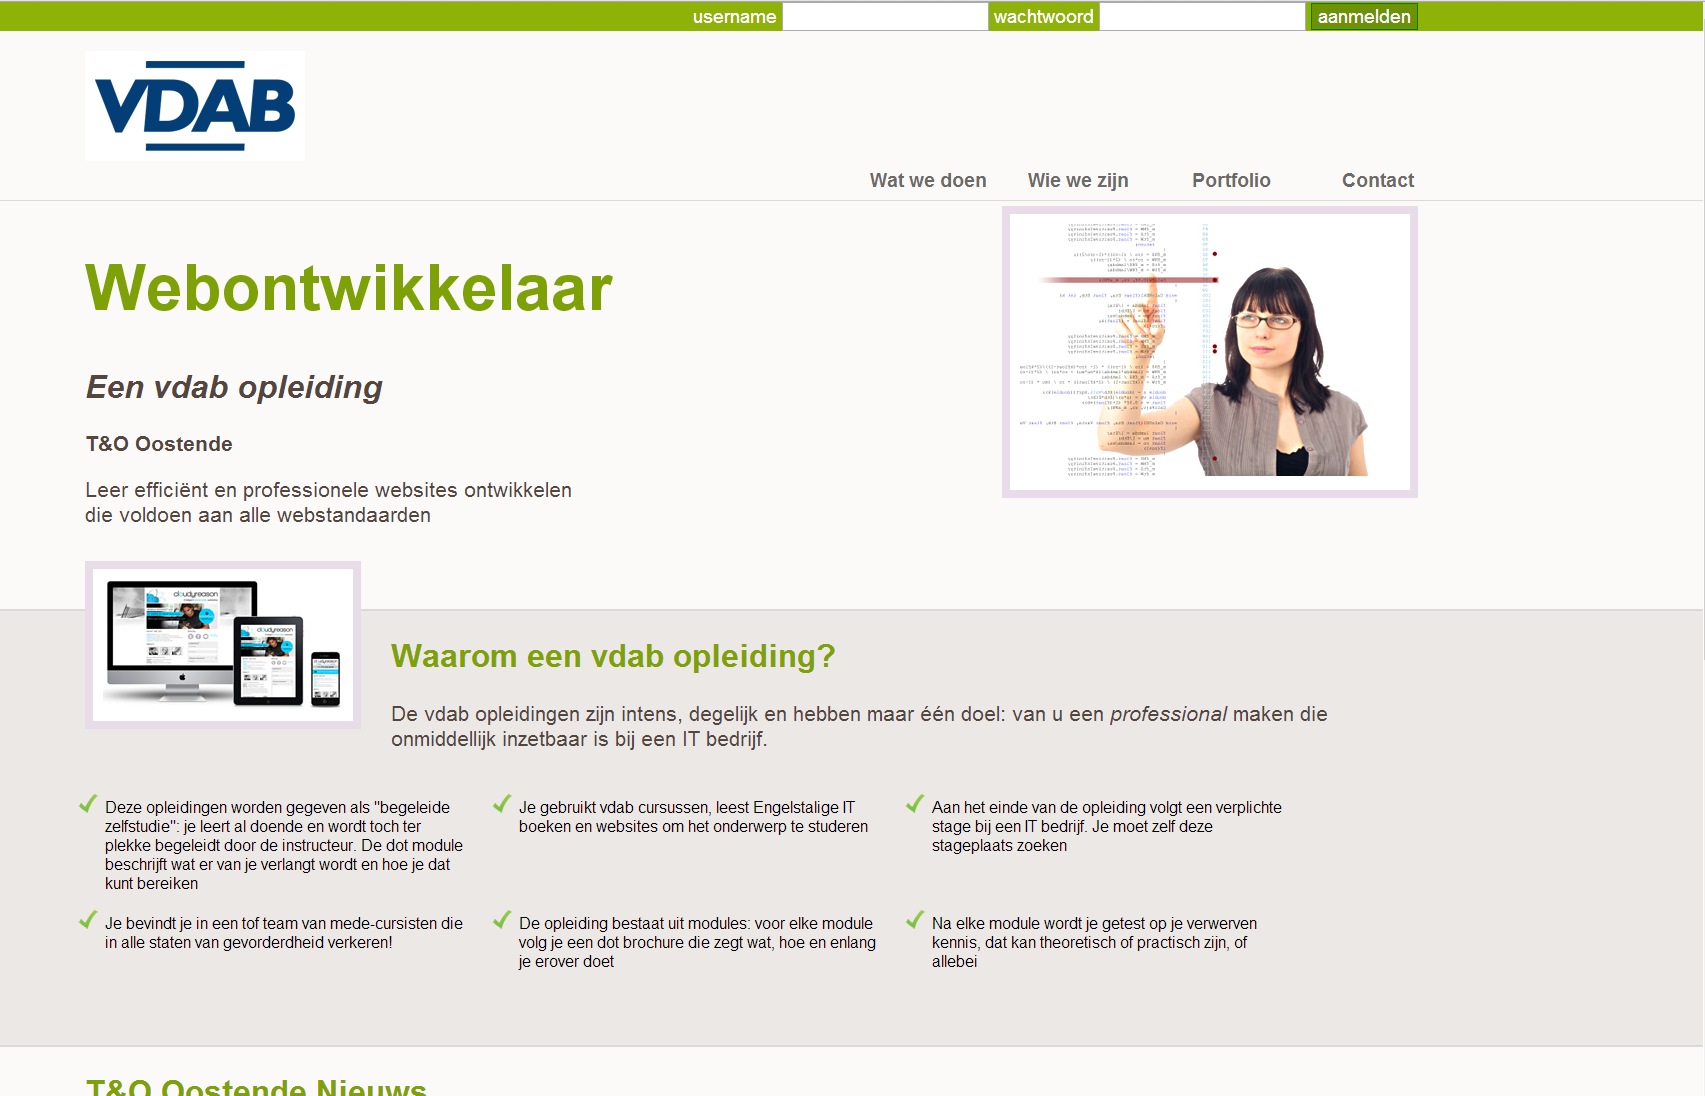 username wachtwoord aanmelden
VDAB
Wat we doen Wie we zijn Portfolio Contact
Webontwikkelaar
Een vdab opleiding
T&O Oostende
Leer efficiënt en professionele websites ontwikkelen
die voldoen aan alle webstandaarden
cloudyreason
Waarom een vdab opleiding?
De vdab opleidingen zijn intens, degelijk en hebben maar één doel: van u een professional maken die
onmiddellijk inzetbaar is bij een IT bedrijf.
Deze opleidingen worden gegeven als "begeleide
zelfstudie": je leert al doende en wordt toch ter
plekke begeleidt door de instructeur. De dot module
beschrijft wat er van je verlangt wordt en hoe je dat
kunt bereiken
Je gebruikt vdab cursussen, leest Engelstalige IT
boeken en websites om het onderwerp te studeren
Aan het einde van de opleiding volgt een verplichte
stage bij een IT bedrijf. Je moet zelf deze
stageplaats zoeken
Je bevindt je in een tof team van mede-cursisten die
in alle staten van gevorderdheid verkeren!
De opleiding bestaat uit modules: voor elke module
volg je een dot brochure die zegt wat, hoe en enlang
je erover doet
Na elke module wordt je getest op je verwerven
kennis, dat kan theoretisch of practisch zijn, of
allebei
T&O Oostende Nieuws